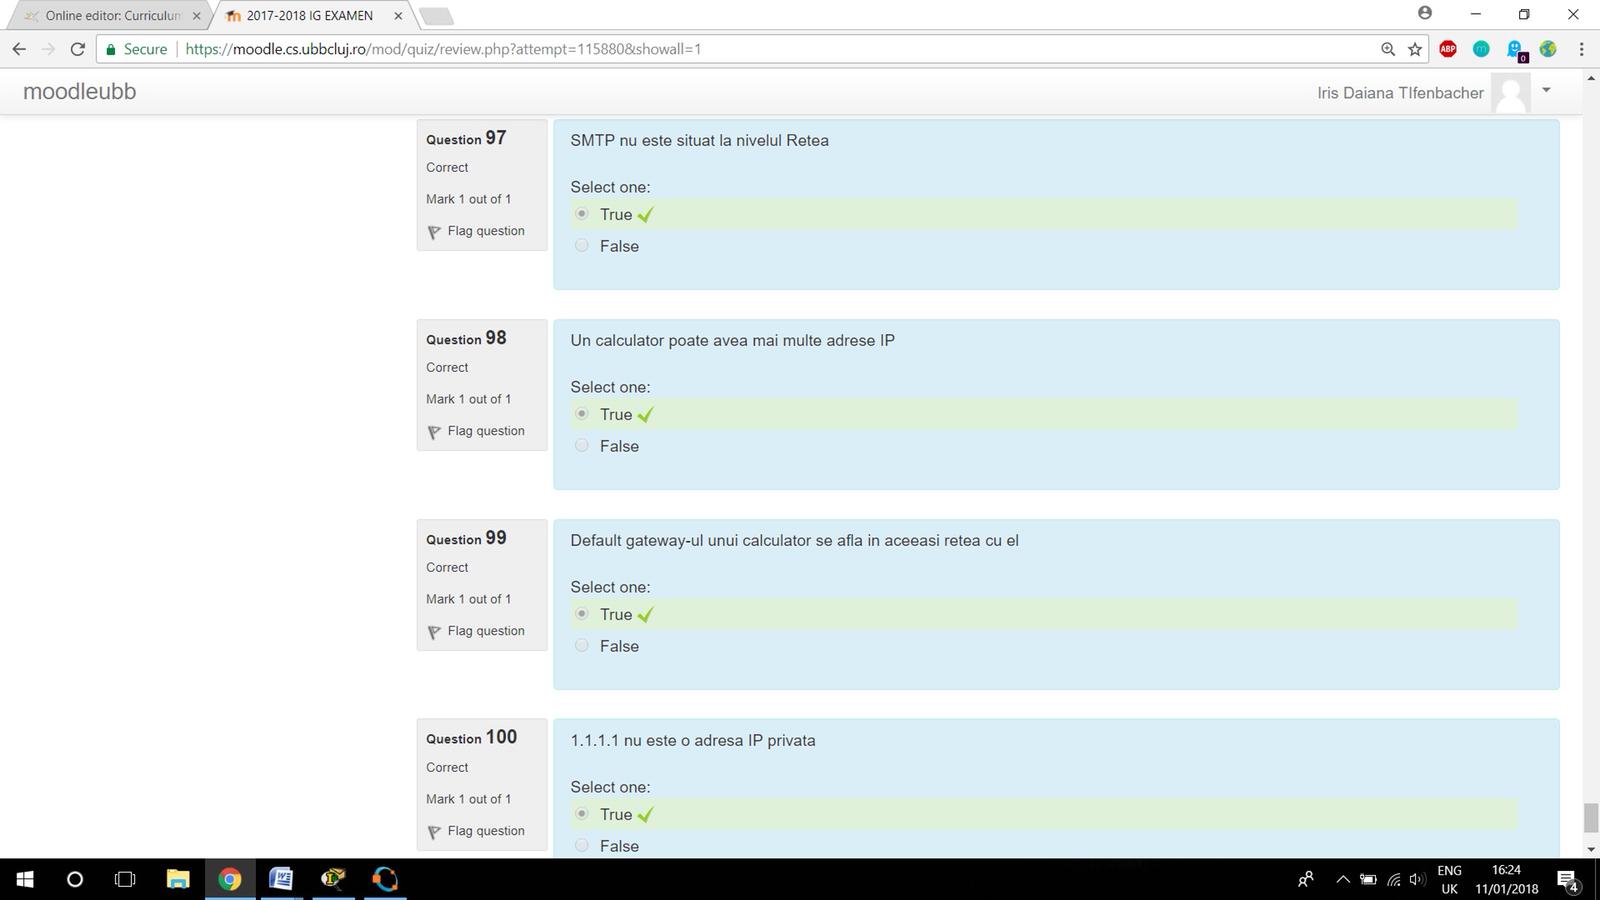 Online editor: Curriculun
2017-2018 IG EXAMEN
Secure https://moodle.cs.ubbcluj.ro/mod/quiz/review.php?attempt=115880&showall=1
ABP
m
0
moodleubb
Iris Daiana TIfenbacher
Question 97
Correct
Mark 1 out of 1
Flag question
SMTP nu este situat la nivelul Retea
Select one:
True
False
Question 98
Correct
Mark 1 out of 1
Flag question
Un calculator poate avea mai multe adrese IP
Select one:
True
False
Question 99
Correct
Mark 1 out of 1
Flag question
Default gateway-ul unui calculator se afla in aceeasi retea cu el
Select one:
True
False
Question 100
Correct
Mark 1 out of 1
Flag question
1.1.1.1 nu este o adresa IP privata
Select one:
True
False
ENG
UK
16:24
11/01/2018
4